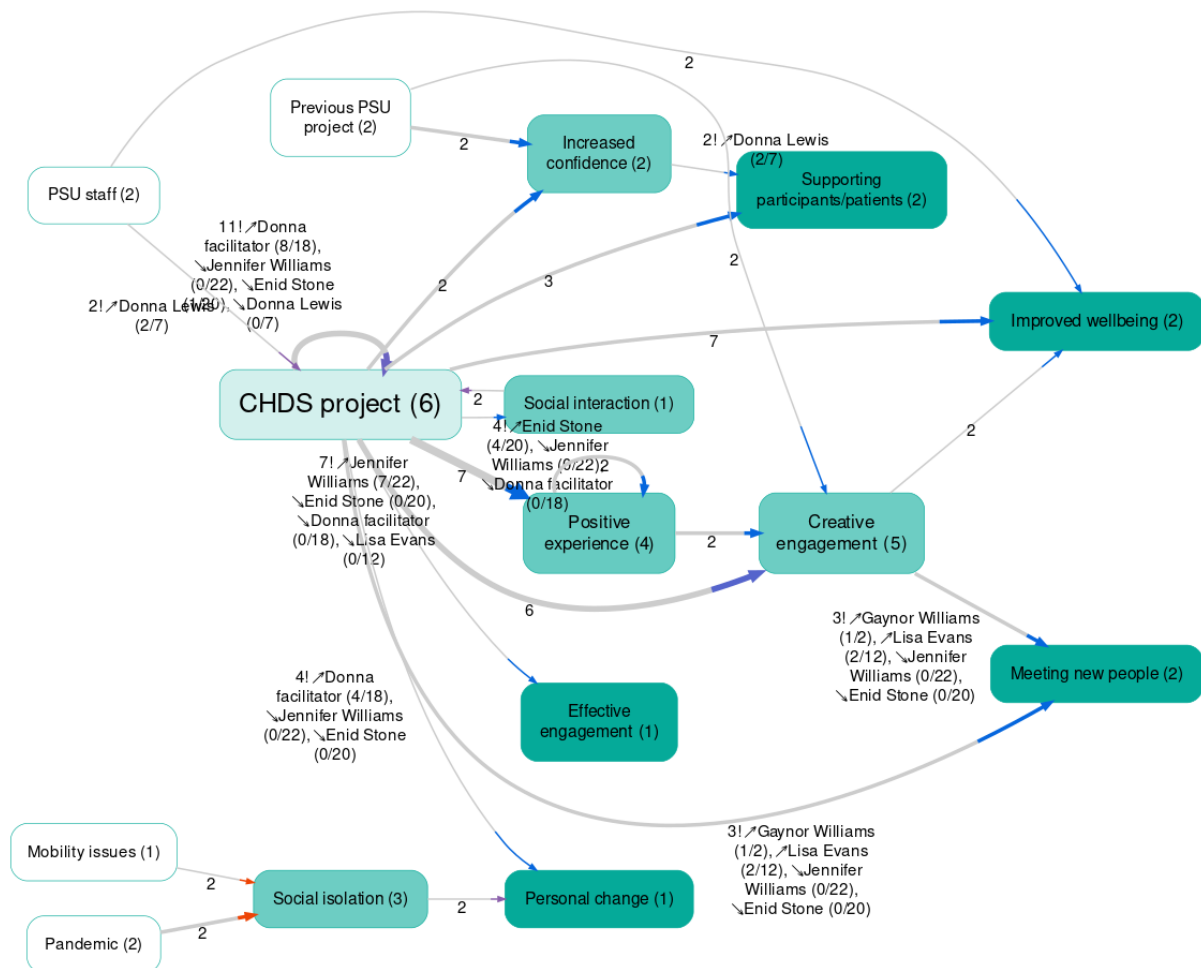 2
Previous PSU
project (2)
2
Increased
confidence (2)
2! ↗Donna Lewis
(2/7)
Supporting
participants/patients (2)
PSU staff (2)
11! ↗Donna
facilitator (8/18),
↘Jennifer Williams
(0/22), ↘Enid Stone
(1/20), ↘Donna Lewis
(0/7)
2! ↗Donna Lewis
(2/7)
2
3
2
Improved wellbeing (2)
7
CHDS project (6)
2
Social interaction (1)
4! ↗Enid Stone
(4/20), ↘Jennifer
Williams (0/22),
↘Donna facilitator
(0/18)
2
7
7! ↗Jennifer
Williams (7/22),
↘Enid Stone (0/20),
↘Donna facilitator
(0/18), ↘Lisa Evans
(0/12)
Positive
experience (4)
2
Creative
engagement (5)
2
6
3! ↗Gaynor Williams
(1/2), ↗Lisa Evans
(2/12), ↘Jennifer
Williams (0/22),
↘Enid Stone (0/20)
Meeting new people (2)
4! ↗Donna
facilitator (4/18),
↘Jennifer Williams
(0/22), ↘Enid Stone
(0/20)
Effective
engagement (1)
3! ↗Gaynor Williams
(1/2), ↗Lisa Evans
(2/12), ↘Jennifer
Williams (0/22),
↘Enid Stone (0/20)
Mobility issues (1)
2
Social isolation (3)
2
Personal change (1)
Pandemic (2)
2